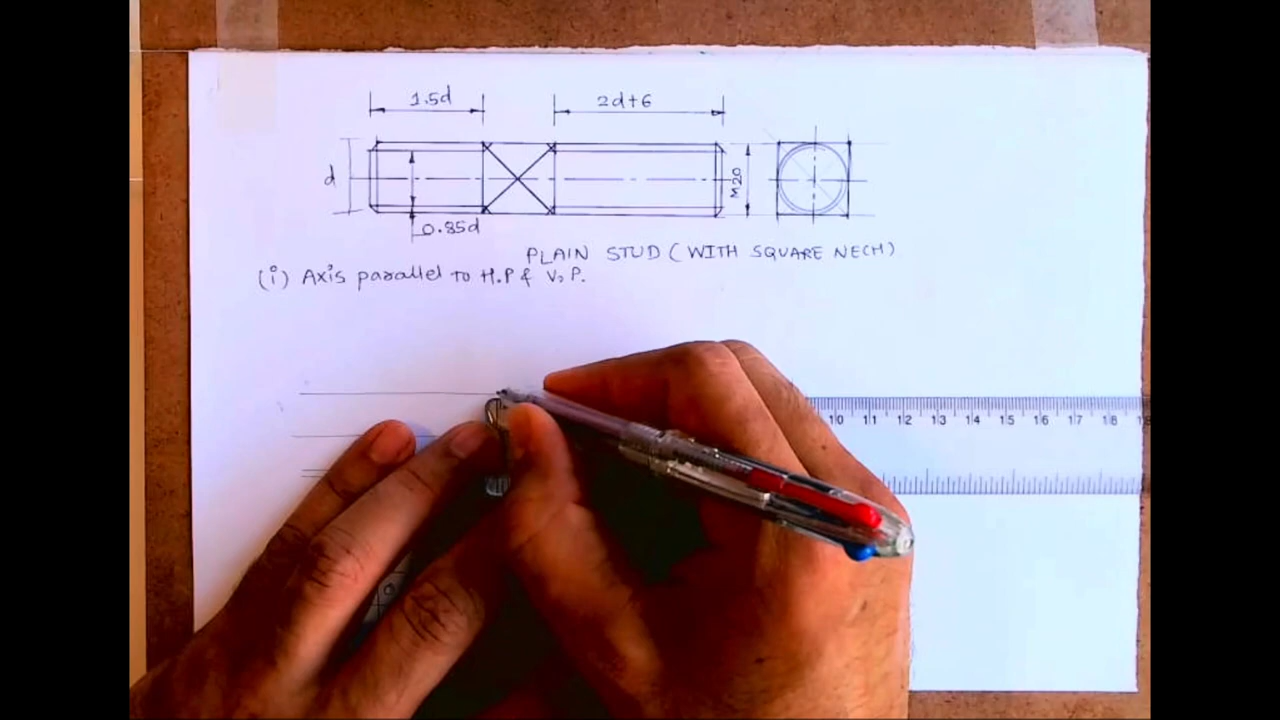 1.5d
2d+6
d
M20
0.85d
PLAIN STUD (WITH SQUARE NECH)
(i) Axis parallel to H.P & V.P.
10 11 12 13 14 15 16 17 18